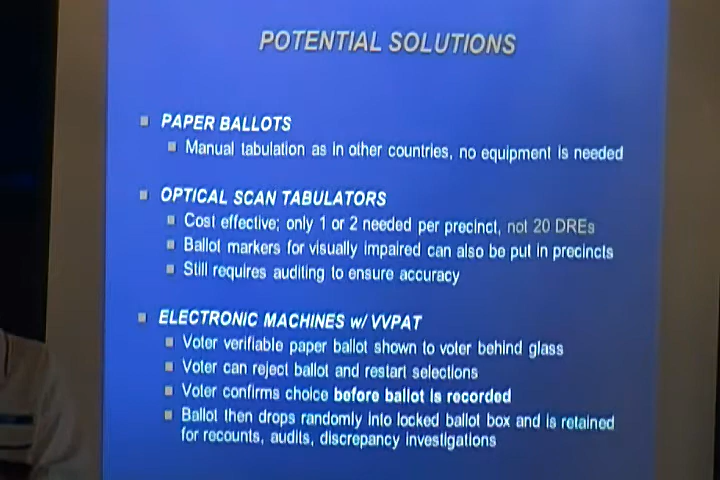 POTENTIAL SOLUTIONS
PAPER BALLOTS
Manual tabulation as in other countries, no equipment is needed
OPTICAL SCAN TABULATORS
Cost effective; only 1 or 2 needed per precinct, not 20 DREs
Ballot markers for visually impaired can also be put in precincts
Still requires auditing to ensure accuracy
ELECTRONIC MACHINES w/ VVPAT
Voter verifiable paper ballot shown to voter behind glass
Voter can reject ballot and restart selections
Voter confirms choice before ballot is recorded
Ballot then drops randomly into locked ballot box and is retained
for recounts, audits, discrepancy investigations